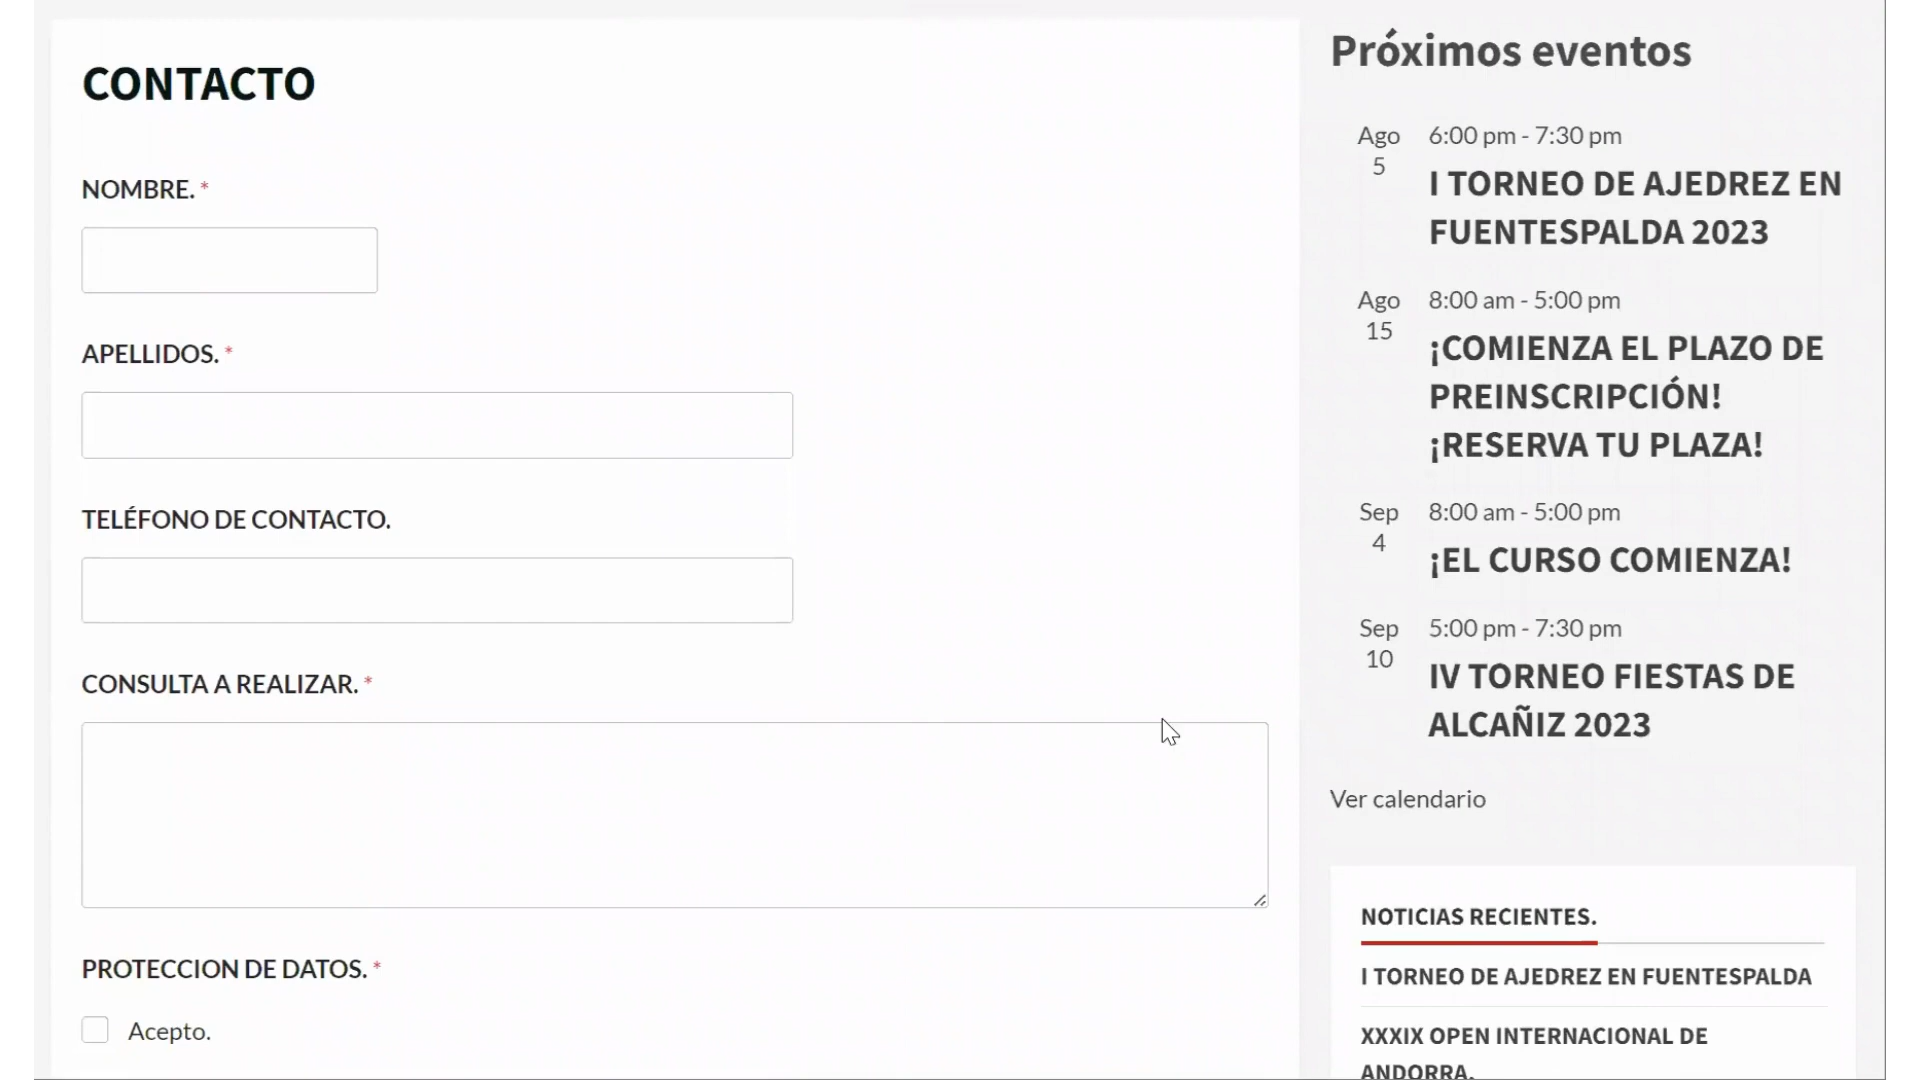 CONTACTO
NOMBRE. *
APELLIDOS. *
TELÉFONO DE CONTACTO.
CONSULTA A REALIZAR. *
PROTECCION DE DATOS. *
Acepto.
Próximos eventos
Ago 6:00 pm - 7:30 pm
5
I TORNEO DE AJEDREZ EN
FUENTESPALDA 2023
Ago 8:00 am - 5:00 pm
15
¡COMIENZA EL PLAZO DE
PREINSCRIPCIÓN!
¡RESERVA TU PLAZA!
Sep 8:00 am - 5:00 pm
4
¡EL CURSO COMIENZA!
Sep 5:00 pm - 7:30 pm
10
IV TORNEO FIESTAS DE
ALCAÑIZ 2023
Ver calendario
NOTICIAS RECIENTES.
I TORNEO DE AJEDREZ EN FUENTESPALDA
XXXIX OPEN INTERNACIONAL DE
ANDORRA.